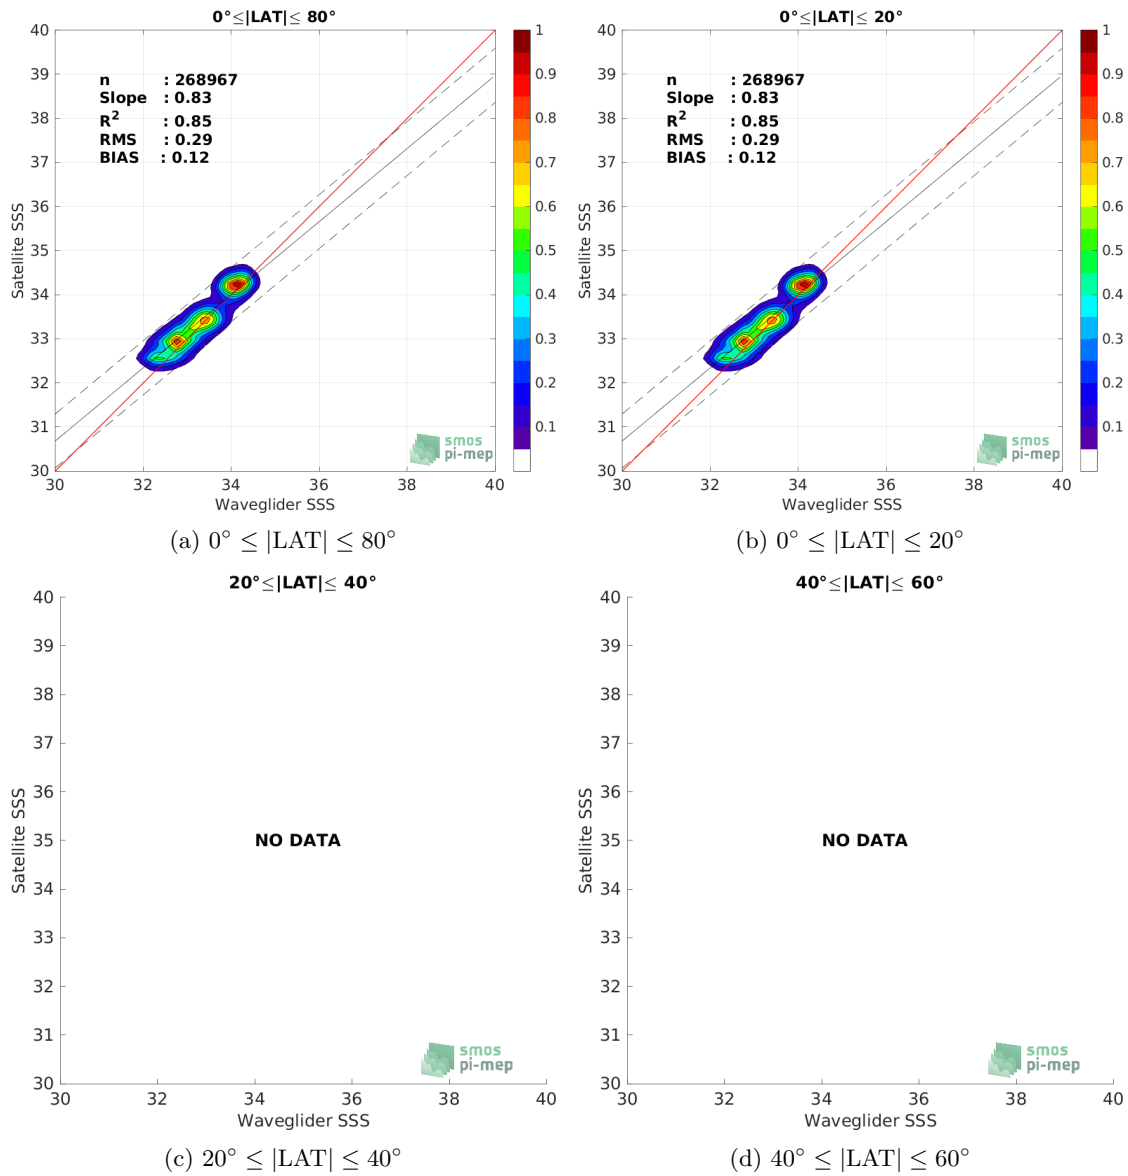 0°≤|LAT|≤ 80°
40
39
38
37
36
35
34
33
32
31
30
Satellite SSS
n : 268967
Slope : 0.83
R2 : 0.85
RMS : 0.29
BIAS : 0.12
smos
pi-mep
30 32 34 36 38 40
Waveglider SSS
1
0.9
0.8
0.7
0.6
0.5
0.4
0.3
0.2
0.1
(a) 0° ≤ |LAT| ≤ 80°
0°≤|LAT|≤ 20°
40
39
38
37
36
35
34
33
32
31
30
Satellite SSS
n : 268967
Slope : 0.83
R2 : 0.85
RMS : 0.29
BIAS : 0.12
smos
pi-mep
30 32 34 36 38 40
Waveglider SSS
1
0.9
0.8
0.7
0.6
0.5
0.4
0.3
0.2
0.1
(b) 0° ≤ |LAT| ≤ 20°
20°≤|LAT|≤ 40°
40
39
38
37
36
35
34
33
32
31
30
Satellite SSS
NO DATA
smos
pi-mep
30 32 34 36 38 40
Waveglider SSS
(c) 20° ≤ |LAT| ≤ 40°
40°≤|LAT|≤ 60°
40
39
38
37
36
35
34
33
32
31
30
Satellite SSS
NO DATA
smos
pi-mep
30 32 34 36 38 40
Waveglider SSS
(d) 40° ≤ |LAT| ≤ 60°